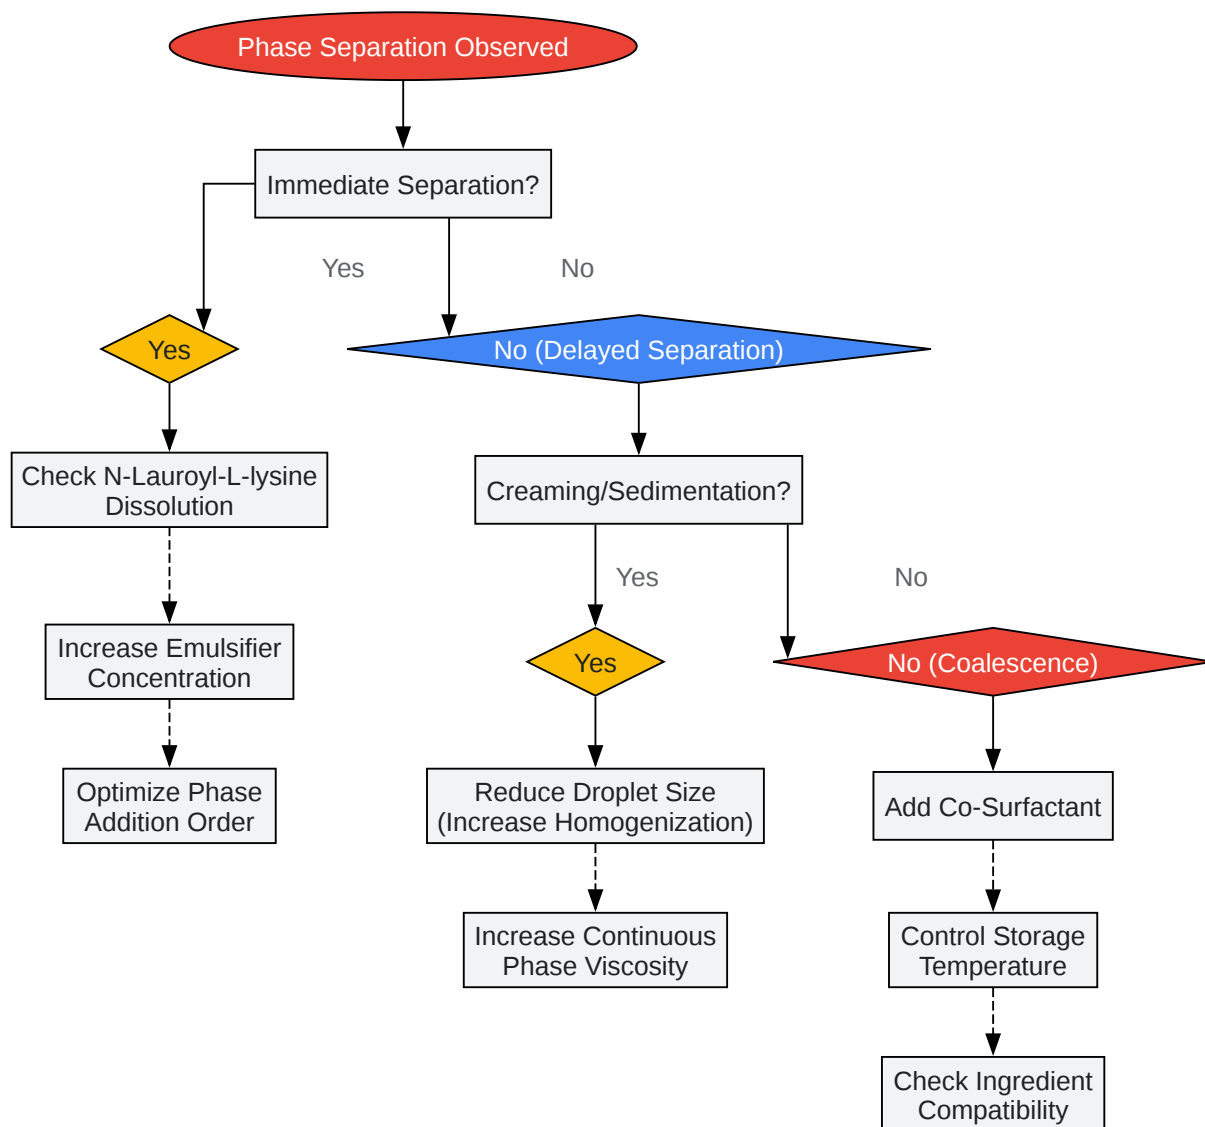 Phase Separation Observed
Immediate Separation?
Yes
No
Yes
No (Delayed Separation)
Check N-Lauroyl-L-lysine
Dissolution
Creaming/Sedimentation?
Yes
No
Increase Emulsifier
Concentration
Yes
No (Coalescence)
Optimize Phase
Addition Order
Reduce Droplet Size
(Increase Homogenization)
Add Co-Surfactant
Increase Continuous
Phase Viscosity
Control Storage
Temperature
Check Ingredient
Compatibility